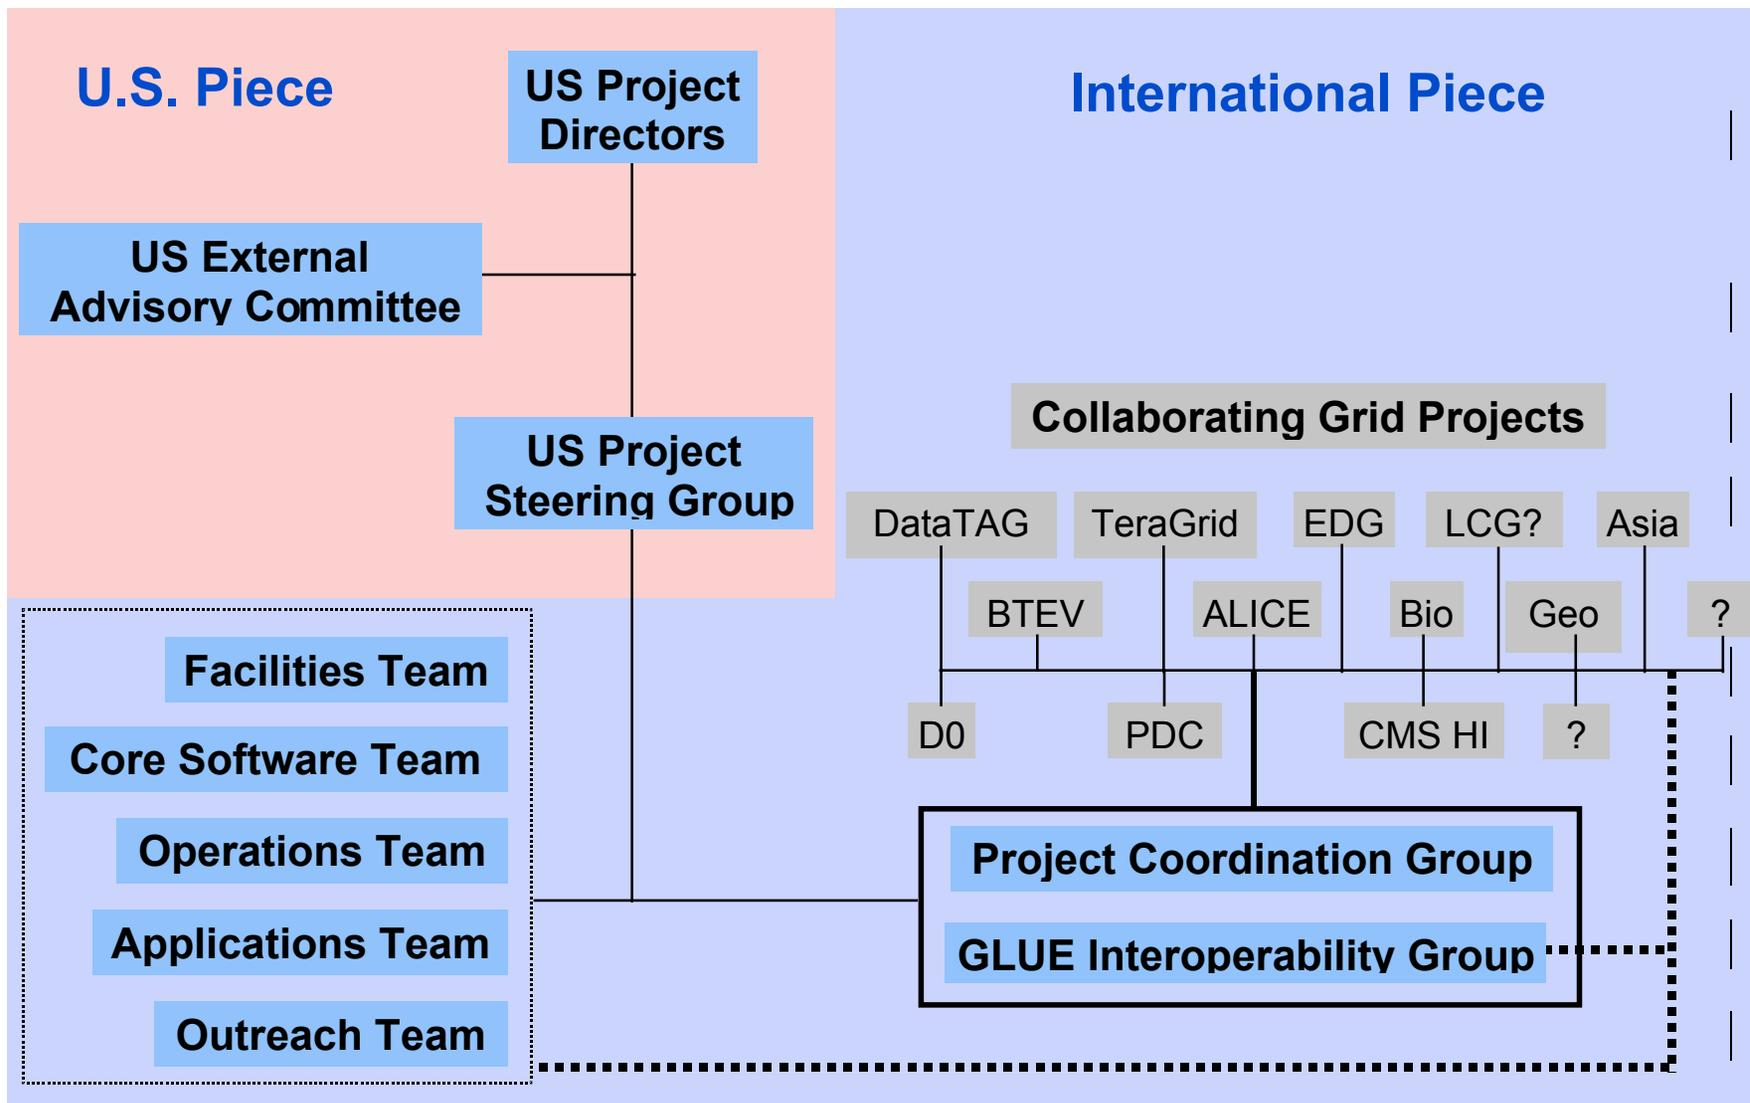 U.S. Piece
US Project
Directors
International Piece
US External
Advisory Committee
US Project
Steering Group
Collaborating Grid Projects
DataTAG
TeraGrid
EDG
LCG?
Asia
BTEV
ALICE
Bio
Geo
?
D0
PDC
CMS HI
?
Facilities Team
Core Software Team
Operations Team
Applications Team
Outreach Team
Project Coordination Group
GLUE Interoperability Group